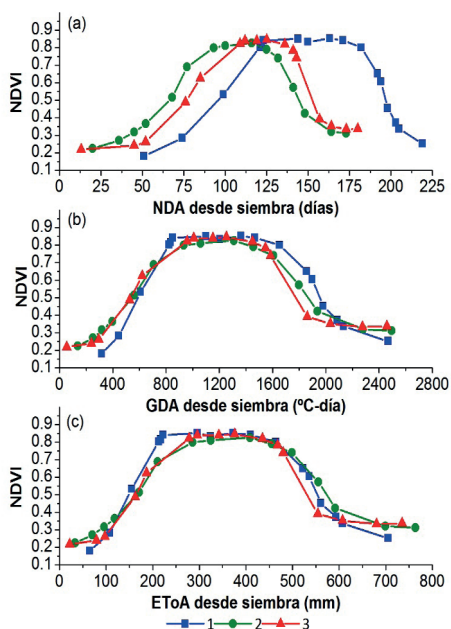 (a)
NDVI
0.9
0.8
0.7
0.6
0.5
0.4
0.3
0.2
0.1
0 25 50 75 100 125 150 175 200 225
NDA desde siembra (días)
(b)
NDVI
0.9
0.8
0.7
0.6
0.5
0.4
0.3
0.2
0.1
0 400 800 1200 1600 2000 2400 2800
GDA desde siembra (ºC-día)
(c)
NDVI
0.9
0.8
0.7
0.6
0.5
0.4
0.3
0.2
0.1
0 100 200 300 400 500 600 700 800
EToA desde siembra (mm)
1 2 3